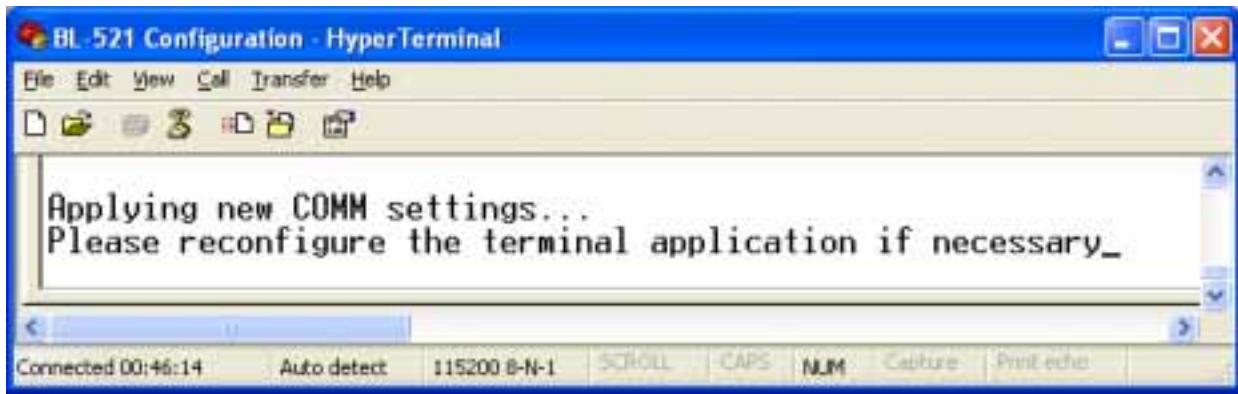 BL-521 Configuration - HyperTerminal
File Edit View Call Transfer Help
Applying new COMM settings...
Please reconfigure the terminal application if necessary_
Connected 00:46:14 Auto detect 115200 8-N-1 SCROLL CAPS NUM Capture Print echo